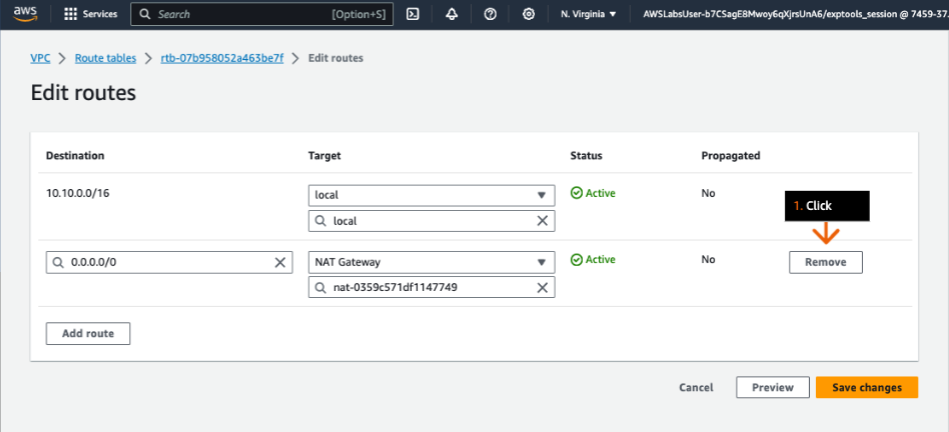 aws
Services
Search
[Option+S]
N. Virginia
AWSLabsUser-b7CSagE8Mwoy6qXjrsUnA6/exptools_session @ 7459-37
VPC > Route tables > rtb-07b958052a463be7f > Edit routes
Edit routes
Destination Target Status Propagated
10.10.0.0/16 local Active No
local
1. Click
0.0.0.0/0 NAT Gateway Active No Remove
nat-0359c571df1147749
Add route
Cancel Preview Save changes